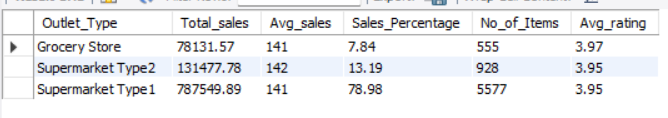 Outlet_Type Total_sales Avg_sales Sales_Percentage No_of_Items Avg_rating
Grocery Store 78131.57 141 7.84 555 3.97
Supermarket Type2 131477.78 142 13.19 928 3.95
Supermarket Type1 787549.89 141 78.98 5577 3.95